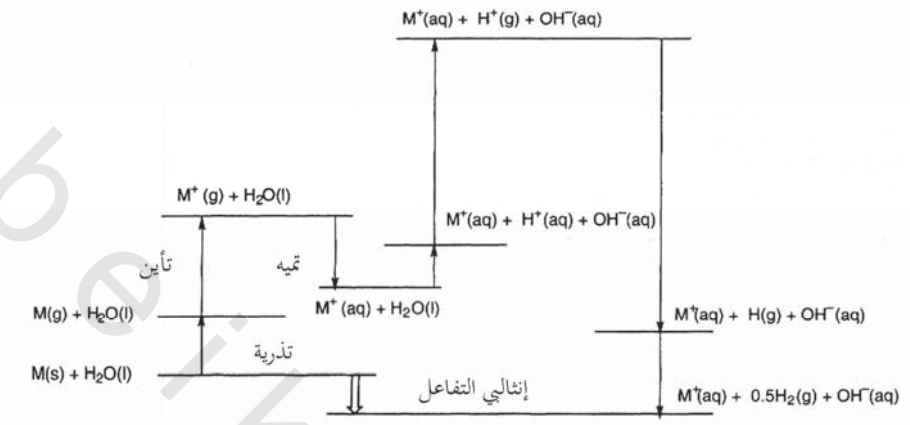 M⁺(aq) + H⁺(g) + OH⁻(aq)
M⁺ (g) + H₂O(l)
M⁺(aq) + H⁺(aq) + OH⁻(aq)
تأين
تميه
M(g) + H₂O(l)
M⁺ (aq) + H₂O(l)
M⁺(aq) + H(g) + OH⁻(aq)
تذرية
M(s) + H₂O(l)
إنثالبي التفاعل
M⁺(aq) + 0.5H₂(g) + OH⁻(aq)